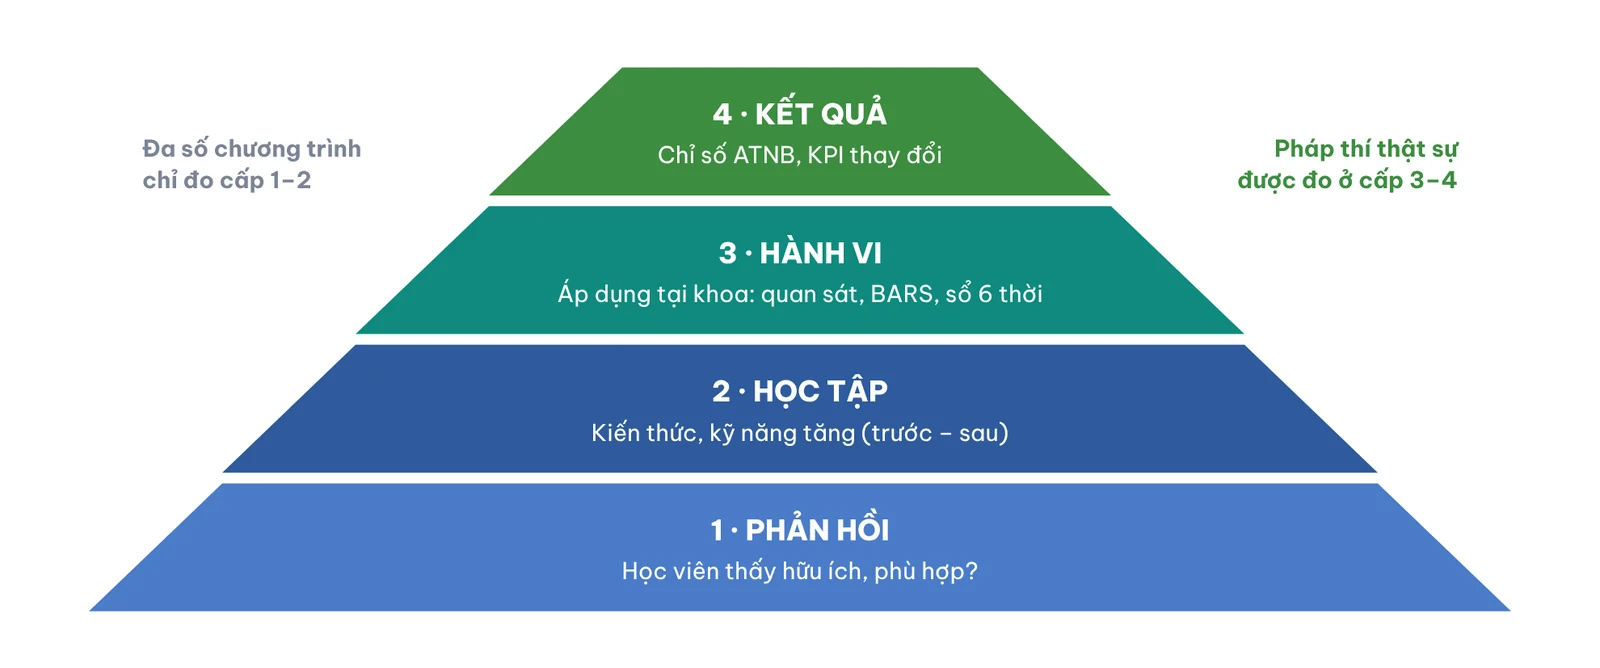 4 · KẾT QUẢ
Chỉ số ATNB, KPI thay đổi
Đa số chương trình
chỉ đo cấp 1–2
Pháp thí thật sự
được đo ở cấp 3–4
3 · HÀNH VI
Áp dụng tại khoa: quan sát, BARS, sổ 6 thời
2 · HỌC TẬP
Kiến thức, kỹ năng tăng (trước – sau)
1 · PHẢN HỒI
Học viên thấy hữu ích, phù hợp?